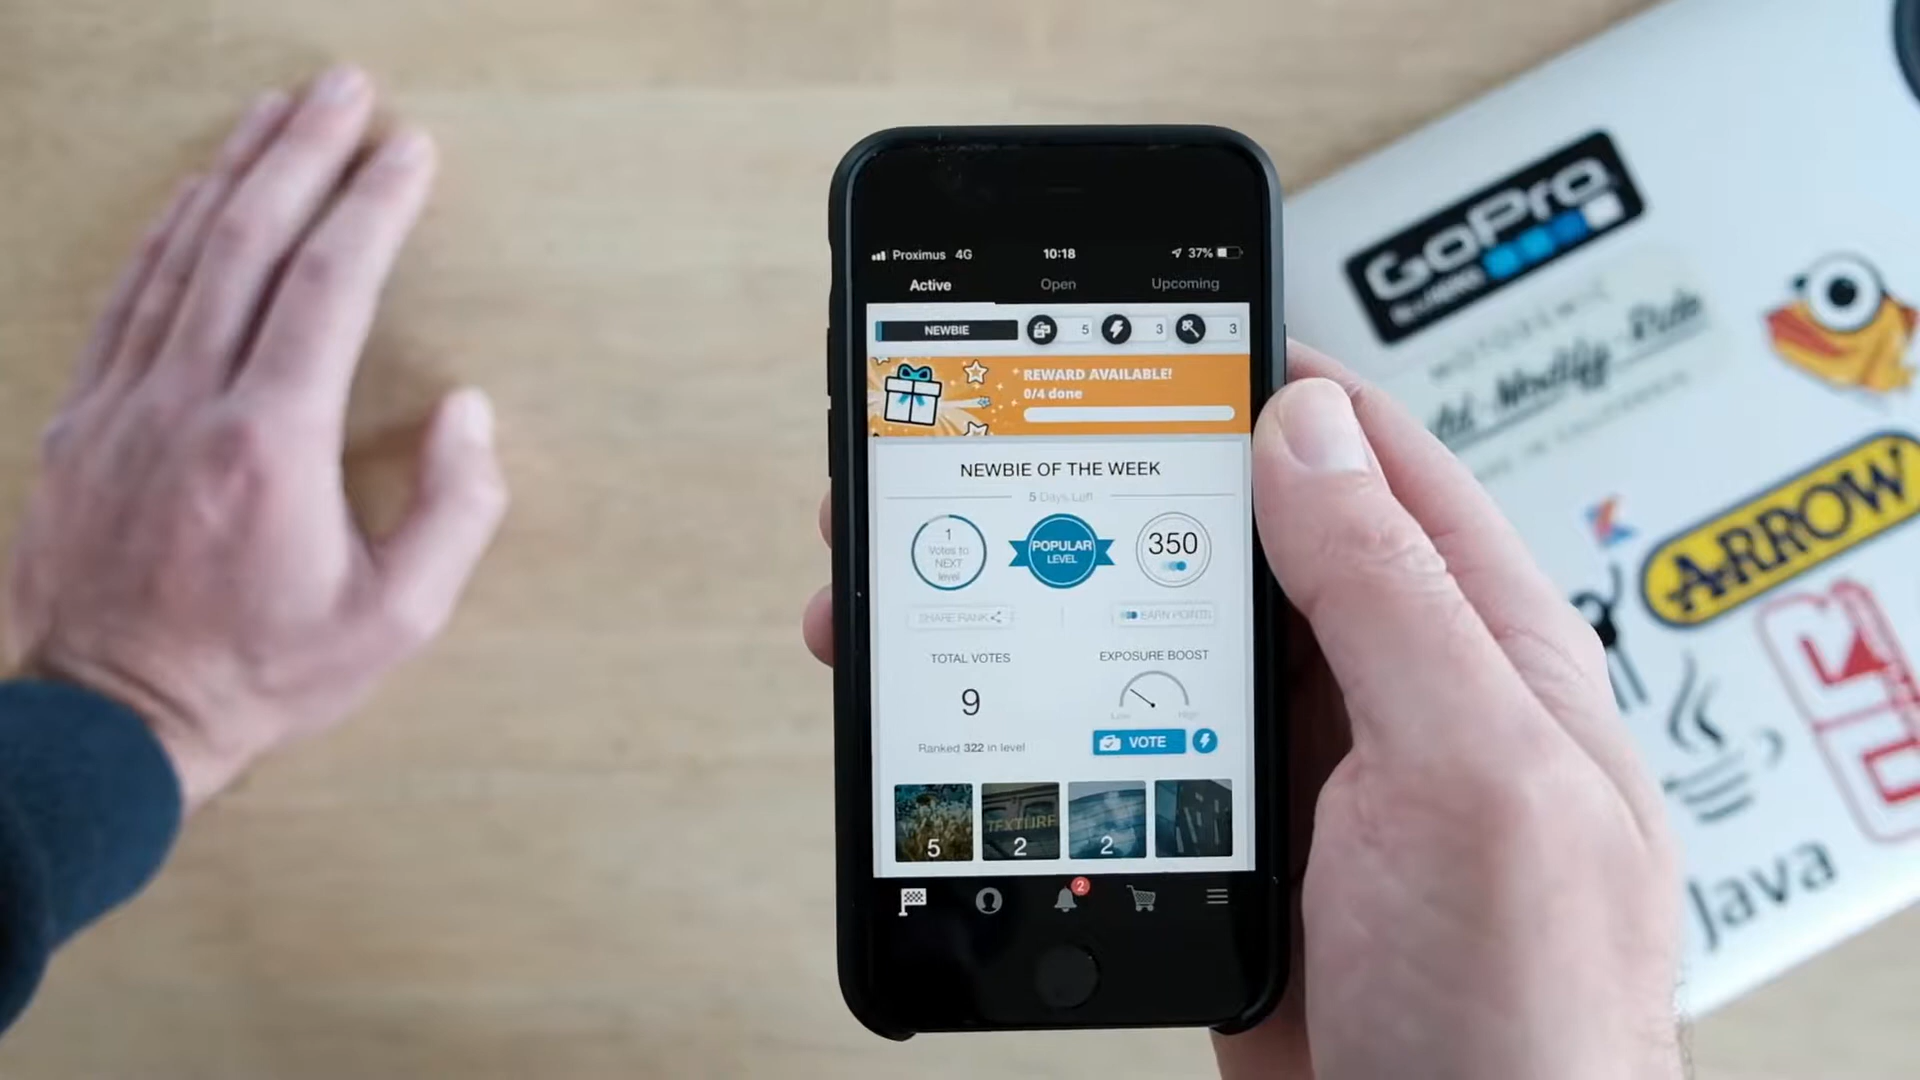 Proximus 4G 10:18 37%
Active Open Upcoming
NEWBIE 5 3 3
REWARD AVAILABLE!
0/4 done
NEWBIE OF THE WEEK
5 Days Left
1
Votes to
NEXT
level
POPULAR
LEVEL
350
SHARE RANK
EARN POINTS
TOTAL VOTES
EXPOSURE BOOST
9
Low High
Ranked 322 in level
VOTE
5
TEXTURE
2
2
2
GoPro
ARROW
Java